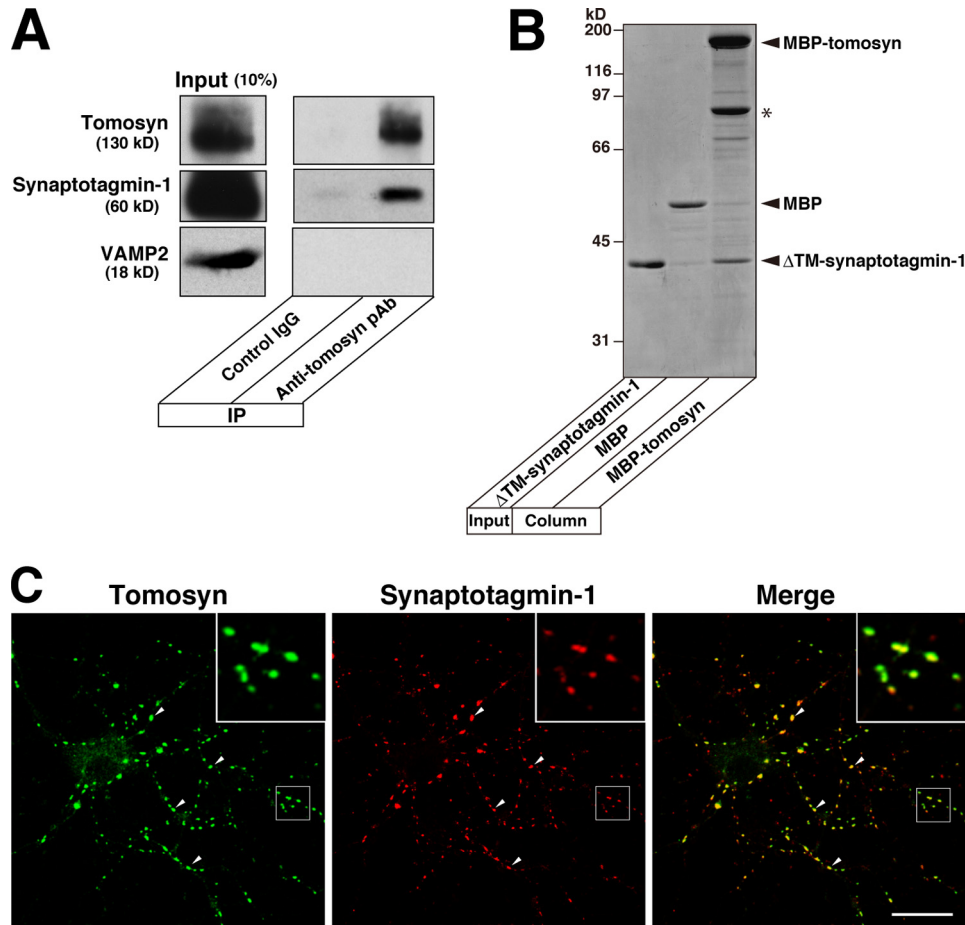 A
Input (10%)
Tomosyn
(130 kD)
Synaptotagmin-1
(60 kD)
VAMP2
(18 kD)
Control IgG
Anti-tomosyn pAb
IP
B
kD
200
116
97
66
45
31
MBP-tomosyn
*
MBP
ΔTM-synaptotagmin-1
ΔTM-synaptotagmin-1
MBP
MBP-tomosyn
Input
Column
C
Tomosyn
Synaptotagmin-1
Merge